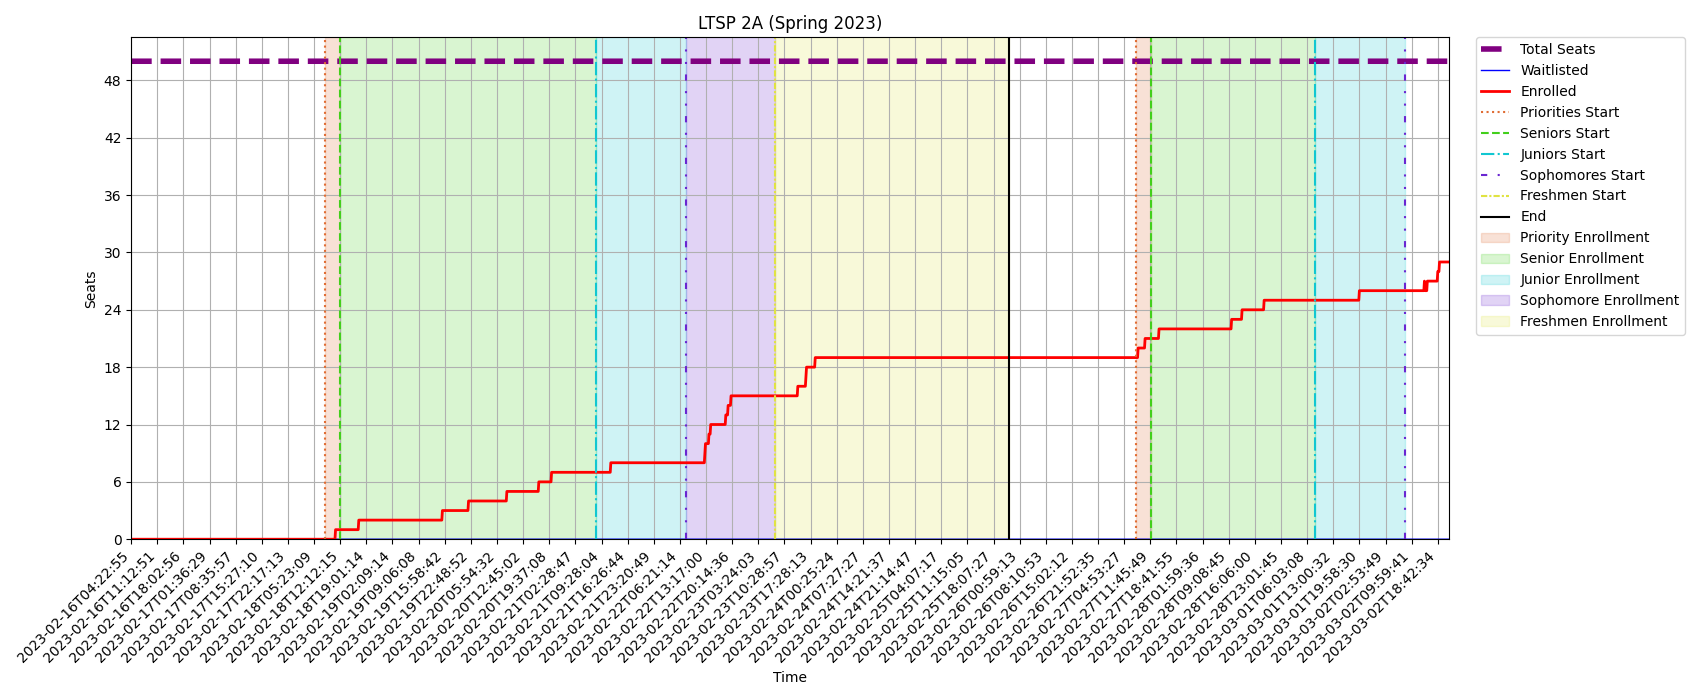 LTSP 2A (Spring 2023)
Seats
48
42
36
30
24
18
12
6
0
2023-02-16T04:22:55
2023-02-16T11:12:51
2023-02-16T18:02:56
2023-02-17T01:36:29
2023-02-17T08:35:57
2023-02-17T15:27:10
2023-02-17T22:17:13
2023-02-18T05:23:09
2023-02-18T12:12:15
2023-02-18T19:01:14
2023-02-19T02:09:14
2023-02-19T09:06:08
2023-02-19T15:58:42
2023-02-19T22:48:52
2023-02-20T05:54:32
2023-02-20T12:45:02
2023-02-20T19:37:08
2023-02-21T02:28:47
2023-02-21T09:28:04
2023-02-21T16:26:44
2023-02-21T23:20:49
2023-02-22T06:21:14
2023-02-22T13:17:00
2023-02-22T20:14:36
2023-02-23T03:24:03
2023-02-23T10:28:57
2023-02-23T17:28:13
2023-02-24T00:25:24
2023-02-24T07:27:27
2023-02-24T14:21:37
2023-02-24T21:14:47
2023-02-25T04:07:17
2023-02-25T11:15:05
2023-02-25T18:07:27
2023-02-26T00:59:13
2023-02-26T08:10:53
2023-02-26T15:02:12
2023-02-26T21:52:35
2023-02-27T04:53:27
2023-02-27T11:45:49
2023-02-27T18:41:55
2023-02-28T01:59:36
2023-02-28T09:08:45
2023-02-28T16:06:00
2023-02-28T23:01:45
2023-03-01T06:03:08
2023-03-01T13:00:32
2023-03-01T19:58:30
2023-03-02T02:53:49
2023-03-02T09:59:41
2023-03-02T18:42:34
Time
Total Seats
Waitlisted
Enrolled
Priorities Start
Seniors Start
Juniors Start
Sophomores Start
Freshmen Start
End
Priority Enrollment
Senior Enrollment
Junior Enrollment
Sophomore Enrollment
Freshmen Enrollment